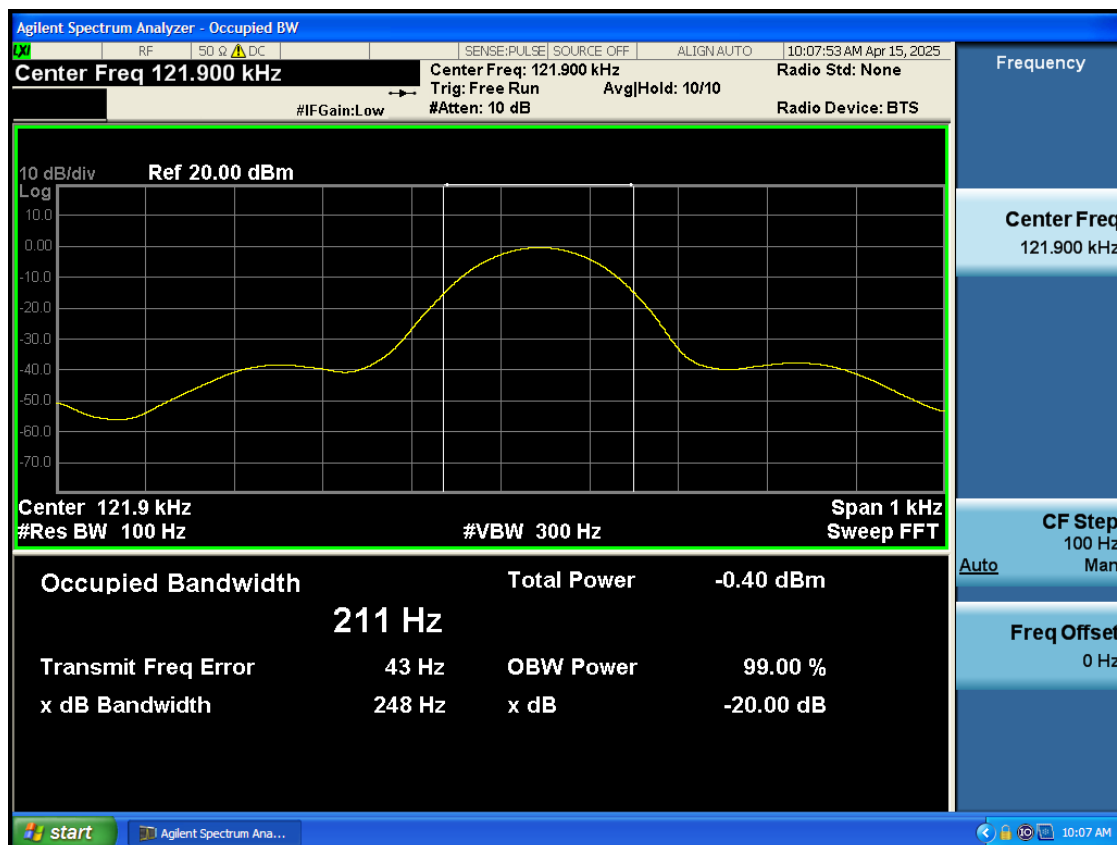 Agilent Spectrum Analyzer - Occupied BW
LXI RF 50 Ω DC SENSE:PULSE SOURCE OFF ALIGN AUTO 10:07:53 AM Apr 15, 2025
Center Freq 121.900 kHz
Center Freq: 121.900 kHz Radio Std: None
Trig: Free Run Avg|Hold: 10/10
#IFGain:Low #Atten: 10 dB Radio Device: BTS
10 dB/div Ref 20.00 dBm
Log
10.0
0.00
-10.0
-20.0
-30.0
-40.0
-50.0
-60.0
-70.0
Center 121.9 kHz Span 1 kHz
#Res BW 100 Hz #VBW 300 Hz Sweep FFT
Occupied Bandwidth Total Power -0.40 dBm
211 Hz
Transmit Freq Error 43 Hz OBW Power 99.00 %
x dB Bandwidth 248 Hz x dB -20.00 dB
Frequency
Center Freq
121.900 kHz
CF Step
100 Hz
Auto Man
Freq Offset
0 Hz
start Agilent Spectrum Ana... 10:07 AM